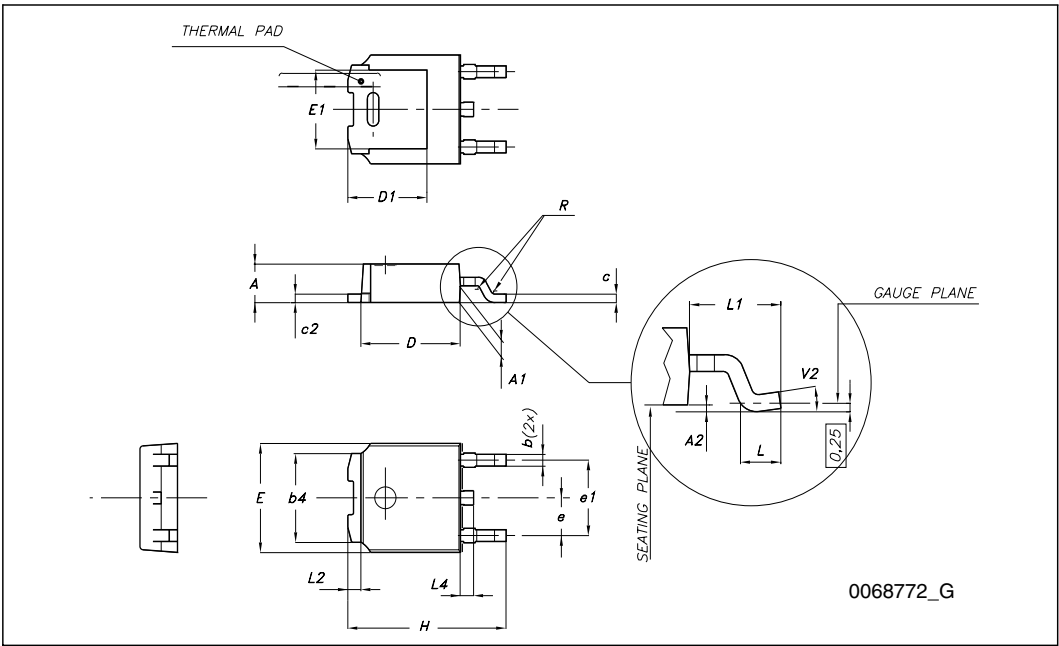 THERMAL PAD
E1
D1
R
A
c
c2
D
A1
L1
GAUGE PLANE
V2
A2
L
0,25
SEATING PLANE
b(2x)
E
b4
e
e1
L2
L4
H
0068772_G